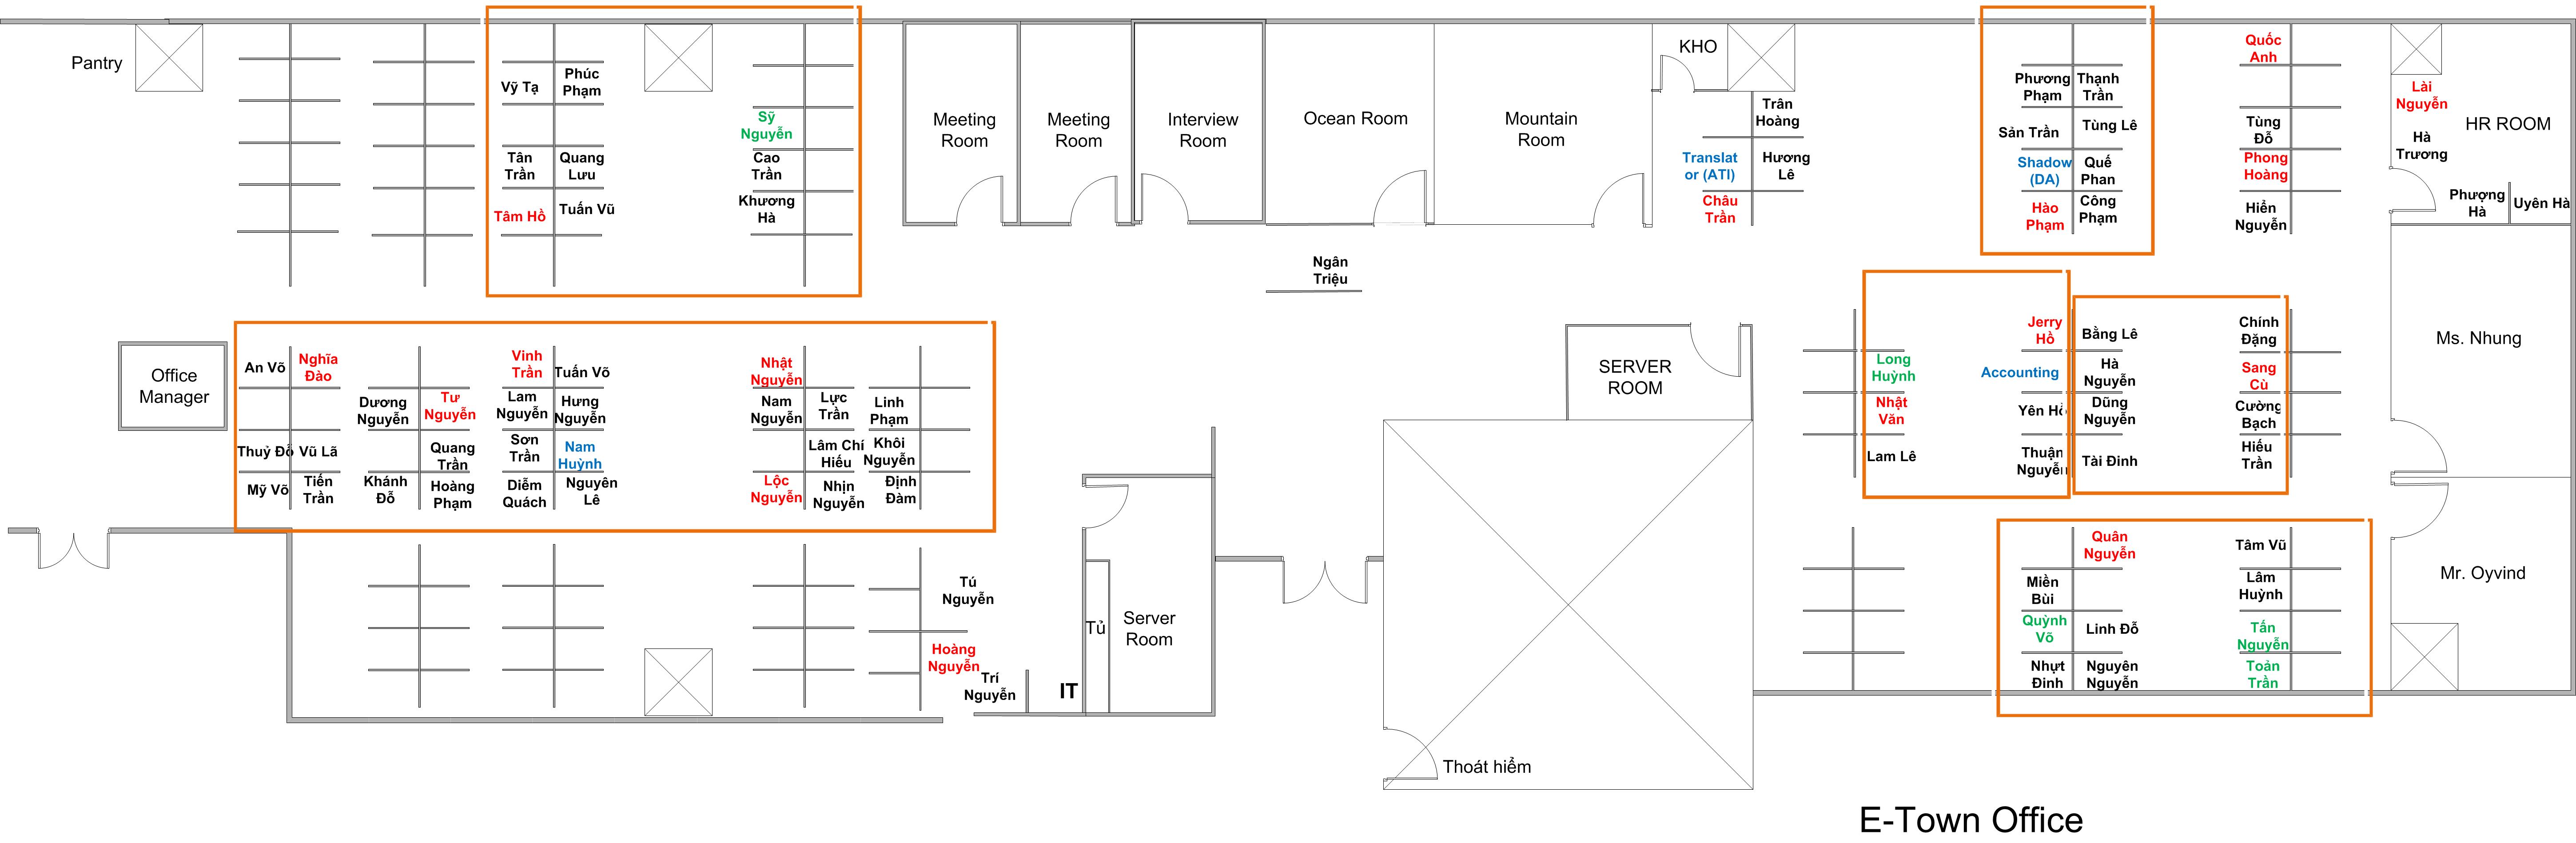 Pantry
Vỹ Tạ
Phúc
Phạm
Tân
Trần
Quang
Lưu
Tâm Hồ
Tuấn Vũ
Sỹ
Nguyễn
Cao
Trần
Khương
Hà
Meeting
Room
Meeting
Room
Interview
Room
Ocean Room
Mountain
Room
KHO
Trân
Hoàng
Translat
or (ATI)
Hương
Lê
Châu
Trần
Ngân
Triệu
Phương
Phạm
Thạnh
Trần
Sản Trần
Tùng Lê
Shadow
(DA)
Quế
Phan
Hào
Phạm
Công
Phạm
Quốc
Anh
Tùng
Đỗ
Phong
Hoàng
Hiển
Nguyễn
Lài
Nguyễn
Hà
Trương
HR ROOM
Phượng
Hà
Uyên Hà
Office
Manager
An Võ
Nghĩa
Đào
Thuỷ Đỗ
Vũ Lã
Mỹ Võ
Tiến
Trần
Dương
Nguyễn
Tư
Nguyễn
Quang
Trần
Khánh
Đỗ
Hoàng
Phạm
Vinh
Trần
Tuấn Võ
Lam
Nguyễn
Hưng
Nguyễn
Sơn
Trần
Nam
Huỳnh
Diễm
Quách
Nguyên
Lê
Nhật
Nguyễn
Nam
Nguyễn
Lực
Trần
Linh
Phạm
Lâm Chí
Hiếu
Khôi
Nguyễn
Lộc
Nguyễn
Nhịn
Nguyễn
Định
Đàm
SERVER
ROOM
Long
Huỳnh
Nhật
Văn
Lam Lê
Jerry
Hồ
Accounting
Yên Hồ
Thuận
Nguyễn
Bằng Lê
Hà
Nguyễn
Dũng
Nguyễn
Tài Đinh
Chính
Đặng
Sang
Cù
Cường
Bạch
Hiếu
Trần
Ms. Nhung
Tú
Nguyễn
Hoàng
Nguyễn
Trí
Nguyễn
IT
Tủ
Server
Room
Thoát hiểm
Quân
Nguyễn
Miền
Bùi
Quỳnh
Võ
Linh Đỗ
Nhựt
Đinh
Nguyên
Nguyễn
Tâm Vũ
Lâm
Huỳnh
Tấn
Nguyễn
Toản
Trần
Mr. Oyvind
E-Town Office